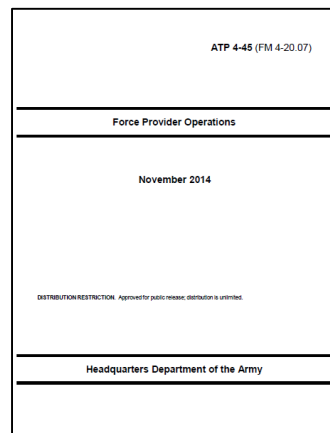 ATP 4-45 (FM 4-20.07)
Force Provider Operations
November 2014
DISTRIBUTION RESTRICTION. Approved for public release; distribution is unlimited.
Headquarters Department of the Army